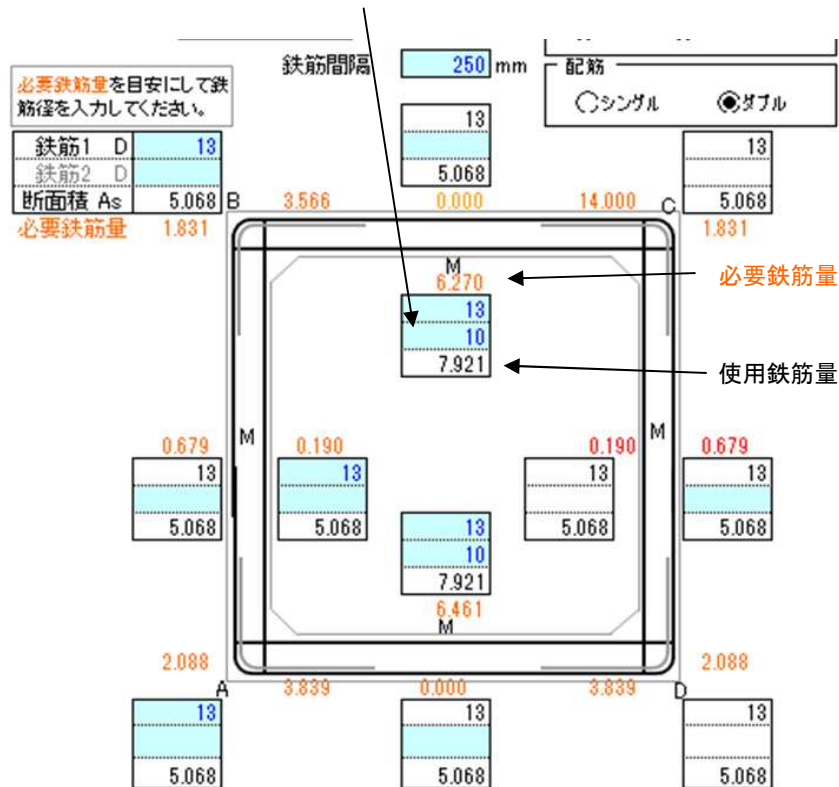 鉄筋間隔 250 mm
配筋
○シングル ◉ダブル
必要鉄筋量を目安にして鉄
筋径を入力してください。
鉄筋1 D 13
鉄筋2 D
断面積 As 5.068
必要鉄筋量 1.831
13
5.068
13
5.068
1.831
B 3.566 0.000 14.000 C
M
6.270
13
10
7.921
必要鉄筋量
使用鉄筋量
0.679 M 0.190 0.190 M 0.679
13 13 13 13
5.068 5.068 5.068 5.068
13
10
7.921
6.461
M
2.088 2.088
A 3.839 0.000 3.839 D
13 13 13
5.068 5.068 5.068